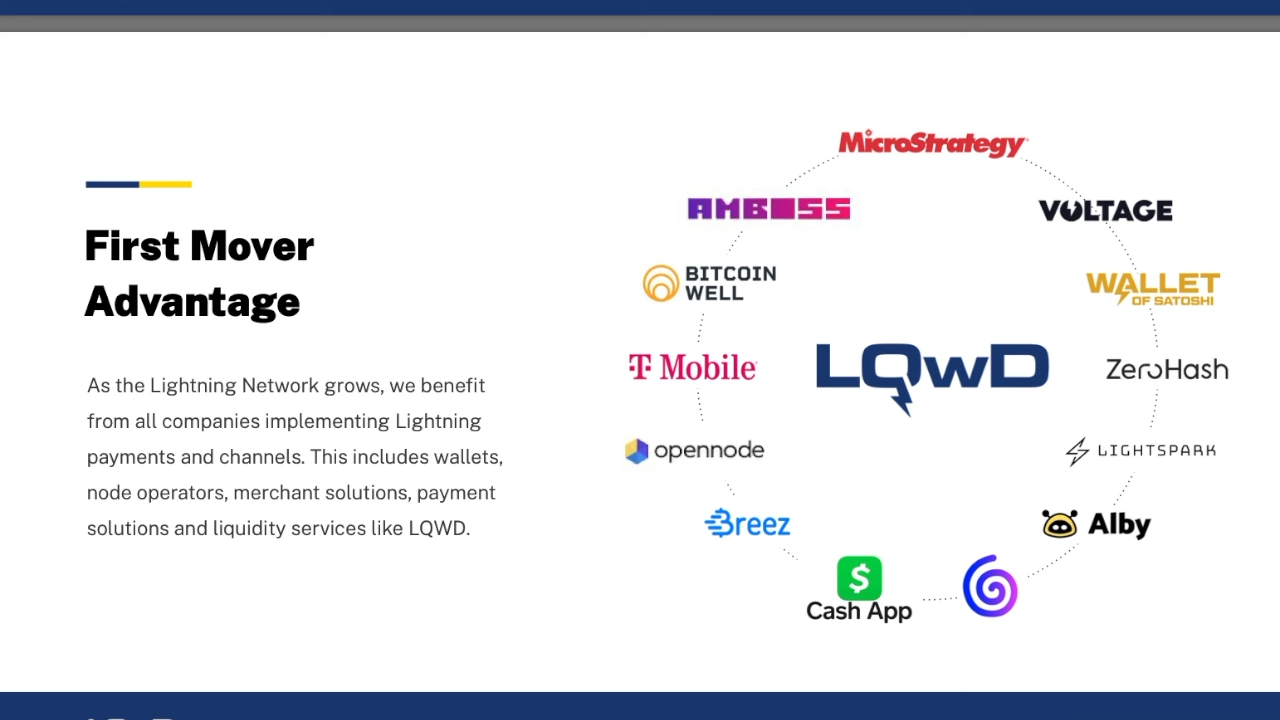 First Mover
Advantage
As the Lightning Network grows, we benefit
from all companies implementing Lightning
payments and channels. This includes wallets,
node operators, merchant solutions, payment
solutions and liquidity services like LQWD.
MicroStrategy
AMBOSS
VOLTAGE
BITCOIN
WELL
WALLET
OF SATOSHI
T Mobile
LQwD
ZeroHash
opennode
LIGHTSPARK
Breez
Alby
$
Cash App